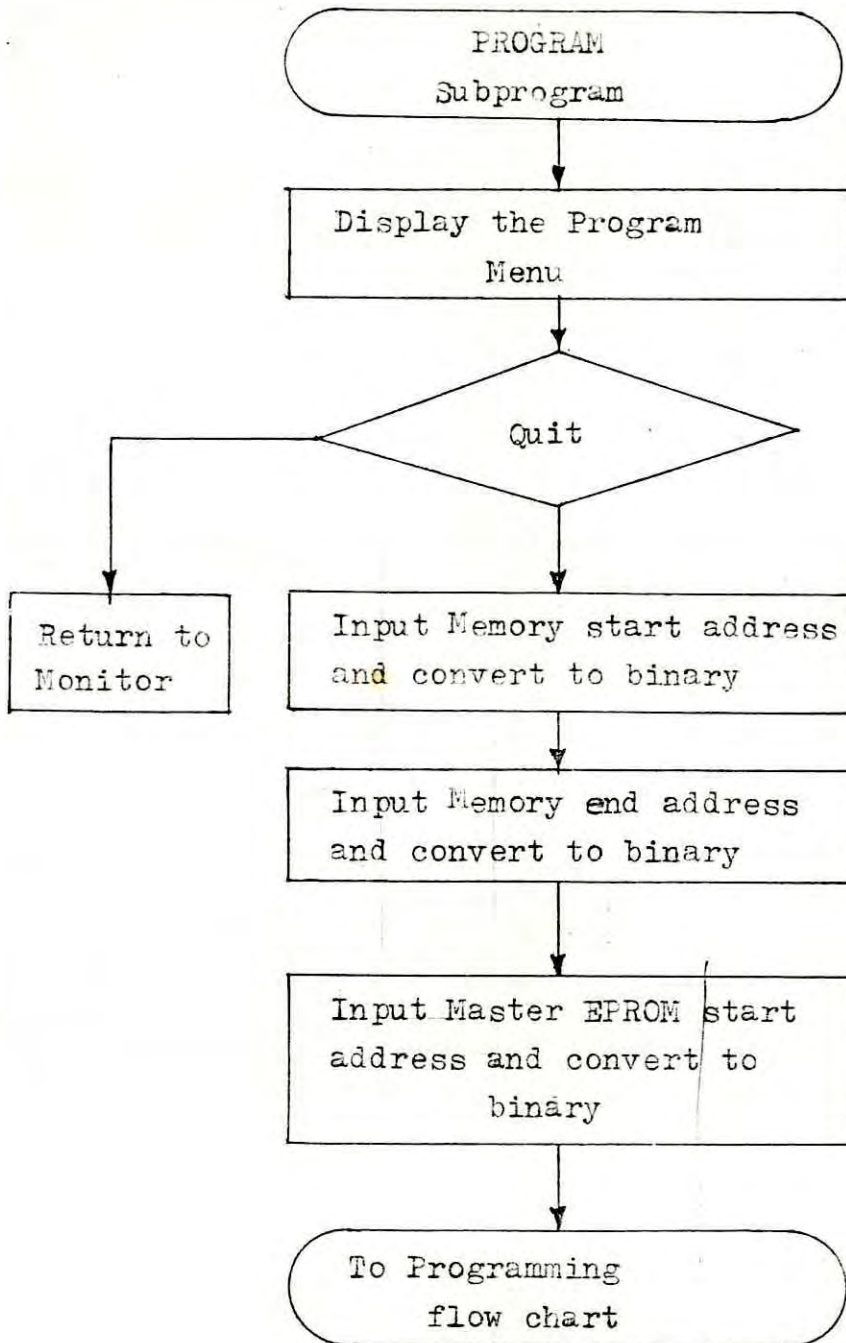 PROGRAM
Subprogram
Display the Program
Menu
Quit
Return to
Monitor
Input Memory start address
and convert to binary
Input Memory end address
and convert to binary
Input Master EPROM start
address and convert to
binary
To Programming
flow chart